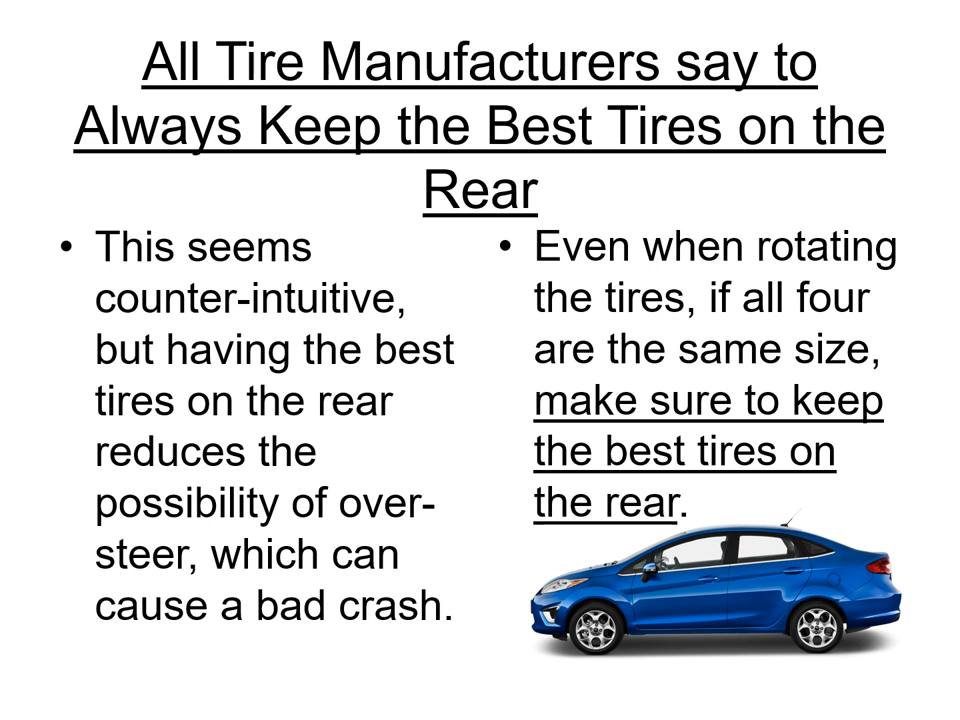 All Tire Manufacturers say to
Always Keep the Best Tires on the
Rear
• This seems
counter-intuitive,
but having the best
tires on the rear
reduces the
possibility of over-
steer, which can
cause a bad crash.
• Even when rotating
the tires, if all four
are the same size,
make sure to keep
the best tires on
the rear.